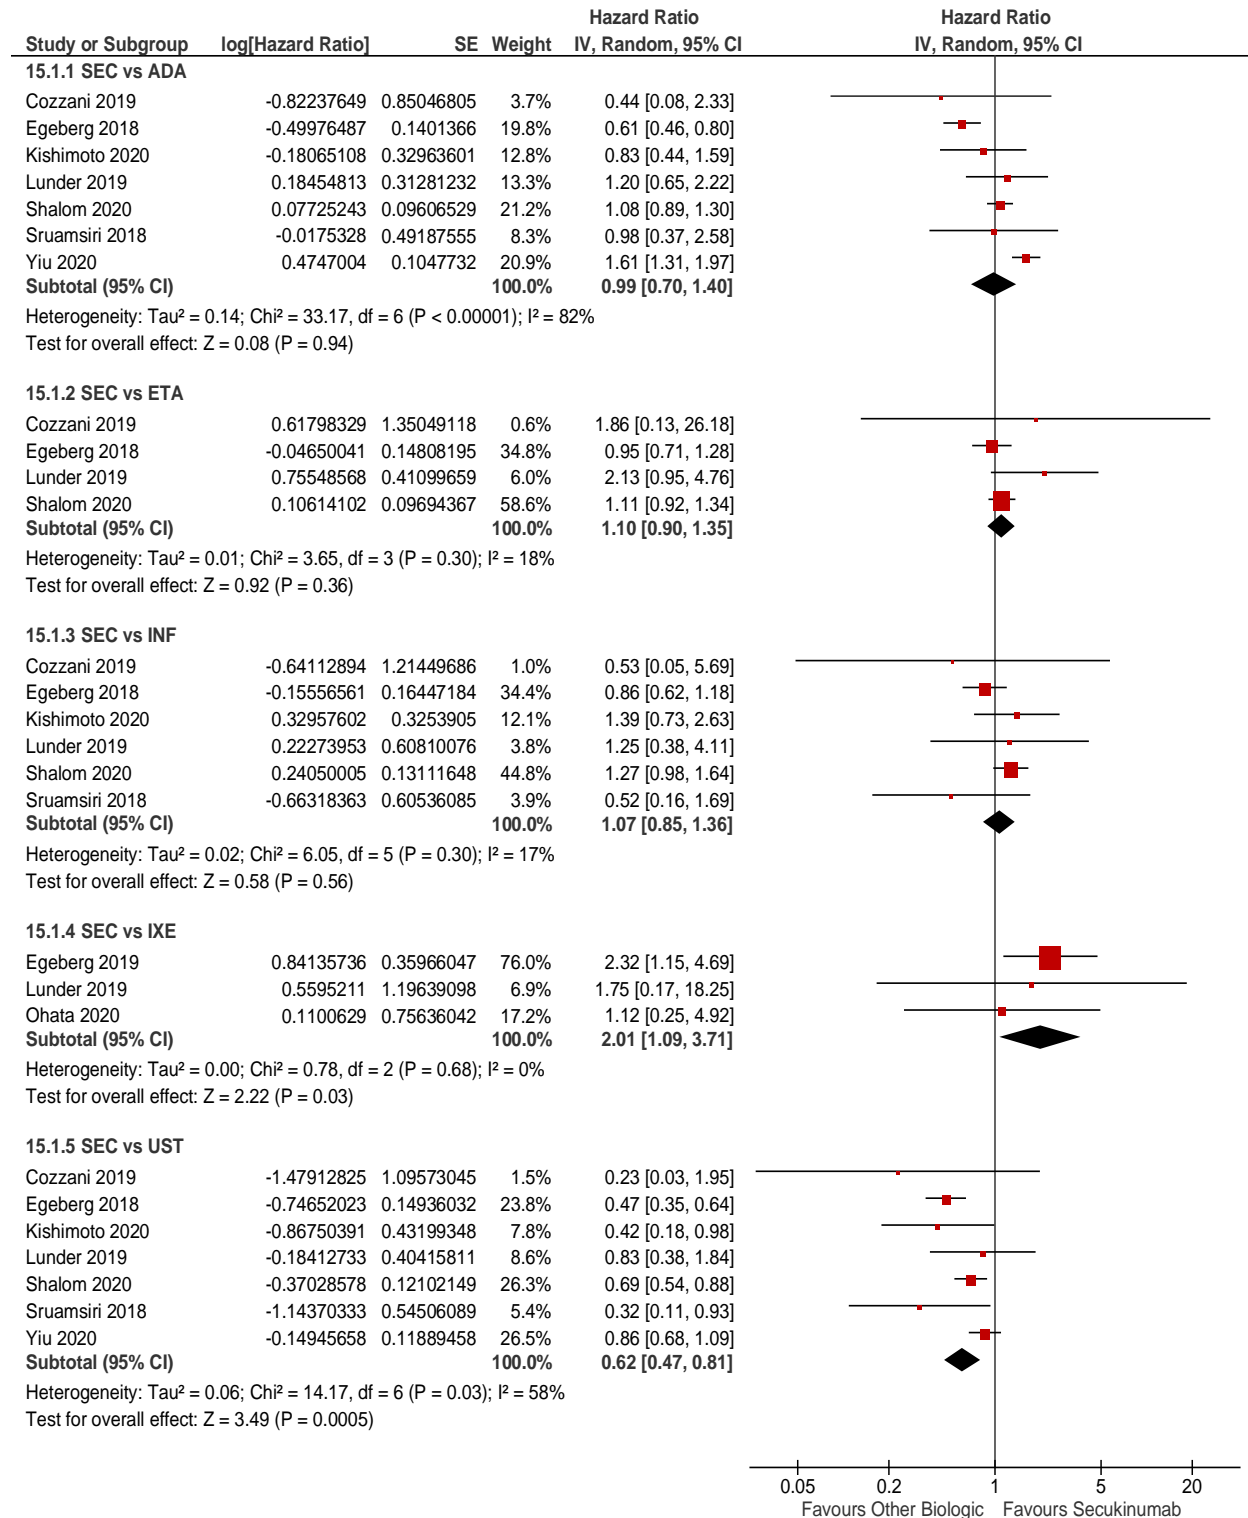 Hazard Ratio Hazard Ratio
Study or Subgroup log[Hazard Ratio] SE Weight IV, Random, 95% CI IV, Random, 95% CI
15.1.1 SEC vs ADA
Cozzani 2019 -0.82237649 0.85046805 3.7% 0.44 [0.08, 2.33]
Egeberg 2018 -0.49976487 0.1401366 19.8% 0.61 [0.46, 0.80]
Kishimoto 2020 -0.18065108 0.32963601 12.8% 0.83 [0.44, 1.59]
Lunder 2019 0.18454813 0.31281232 13.3% 1.20 [0.65, 2.22]
Shalom 2020 0.07725243 0.09606529 21.2% 1.08 [0.89, 1.30]
Sruamsiri 2018 -0.0175328 0.49187555 8.3% 0.98 [0.37, 2.58]
Yiu 2020 0.4747004 0.1047732 20.9% 1.61 [1.31, 1.97]
Subtotal (95% CI) 100.0% 0.99 [0.70, 1.40]
Heterogeneity: Tau² = 0.14; Chi² = 33.17, df = 6 (P < 0.00001); I² = 82%
Test for overall effect: Z = 0.08 (P = 0.94)
15.1.2 SEC vs ETA
Cozzani 2019 0.61798329 1.35049118 0.6% 1.86 [0.13, 26.18]
Egeberg 2018 -0.04650041 0.14808195 34.8% 0.95 [0.71, 1.28]
Lunder 2019 0.75548568 0.41099659 6.0% 2.13 [0.95, 4.76]
Shalom 2020 0.10614102 0.09694367 58.6% 1.11 [0.92, 1.34]
Subtotal (95% CI) 100.0% 1.10 [0.90, 1.35]
Heterogeneity: Tau² = 0.01; Chi² = 3.65, df = 3 (P = 0.30); I² = 18%
Test for overall effect: Z = 0.92 (P = 0.36)
15.1.3 SEC vs INF
Cozzani 2019 -0.64112894 1.21449686 1.0% 0.53 [0.05, 5.69]
Egeberg 2018 -0.15556561 0.16447184 34.4% 0.86 [0.62, 1.18]
Kishimoto 2020 0.32957602 0.3253905 12.1% 1.39 [0.73, 2.63]
Lunder 2019 0.22273953 0.60810076 3.8% 1.25 [0.38, 4.11]
Shalom 2020 0.24050005 0.13111648 44.8% 1.27 [0.98, 1.64]
Sruamsiri 2018 -0.66318363 0.60536085 3.9% 0.52 [0.16, 1.69]
Subtotal (95% CI) 100.0% 1.07 [0.85, 1.36]
Heterogeneity: Tau² = 0.02; Chi² = 6.05, df = 5 (P = 0.30); I² = 17%
Test for overall effect: Z = 0.58 (P = 0.56)
15.1.4 SEC vs IXE
Egeberg 2019 0.84135736 0.35966047 76.0% 2.32 [1.15, 4.69]
Lunder 2019 0.5595211 1.19639098 6.9% 1.75 [0.17, 18.25]
Ohata 2020 0.1100629 0.75636042 17.2% 1.12 [0.25, 4.92]
Subtotal (95% CI) 100.0% 2.01 [1.09, 3.71]
Heterogeneity: Tau² = 0.00; Chi² = 0.78, df = 2 (P = 0.68); I² = 0%
Test for overall effect: Z = 2.22 (P = 0.03)
15.1.5 SEC vs UST
Cozzani 2019 -1.47912825 1.09573045 1.5% 0.23 [0.03, 1.95]
Egeberg 2018 -0.74652023 0.14936032 23.8% 0.47 [0.35, 0.64]
Kishimoto 2020 -0.86750391 0.43199348 7.8% 0.42 [0.18, 0.98]
Lunder 2019 -0.18412733 0.40415811 8.6% 0.83 [0.38, 1.84]
Shalom 2020 -0.37028578 0.12102149 26.3% 0.69 [0.54, 0.88]
Sruamsiri 2018 -1.14370333 0.54506089 5.4% 0.32 [0.11, 0.93]
Yiu 2020 -0.14945658 0.11889458 26.5% 0.86 [0.68, 1.09]
Subtotal (95% CI) 100.0% 0.62 [0.47, 0.81]
Heterogeneity: Tau² = 0.06; Chi² = 14.17, df = 6 (P = 0.03); I² = 58%
Test for overall effect: Z = 3.49 (P = 0.0005)
0.05 0.2 1 5 20
Favours Other Biologic Favours Secukinumab